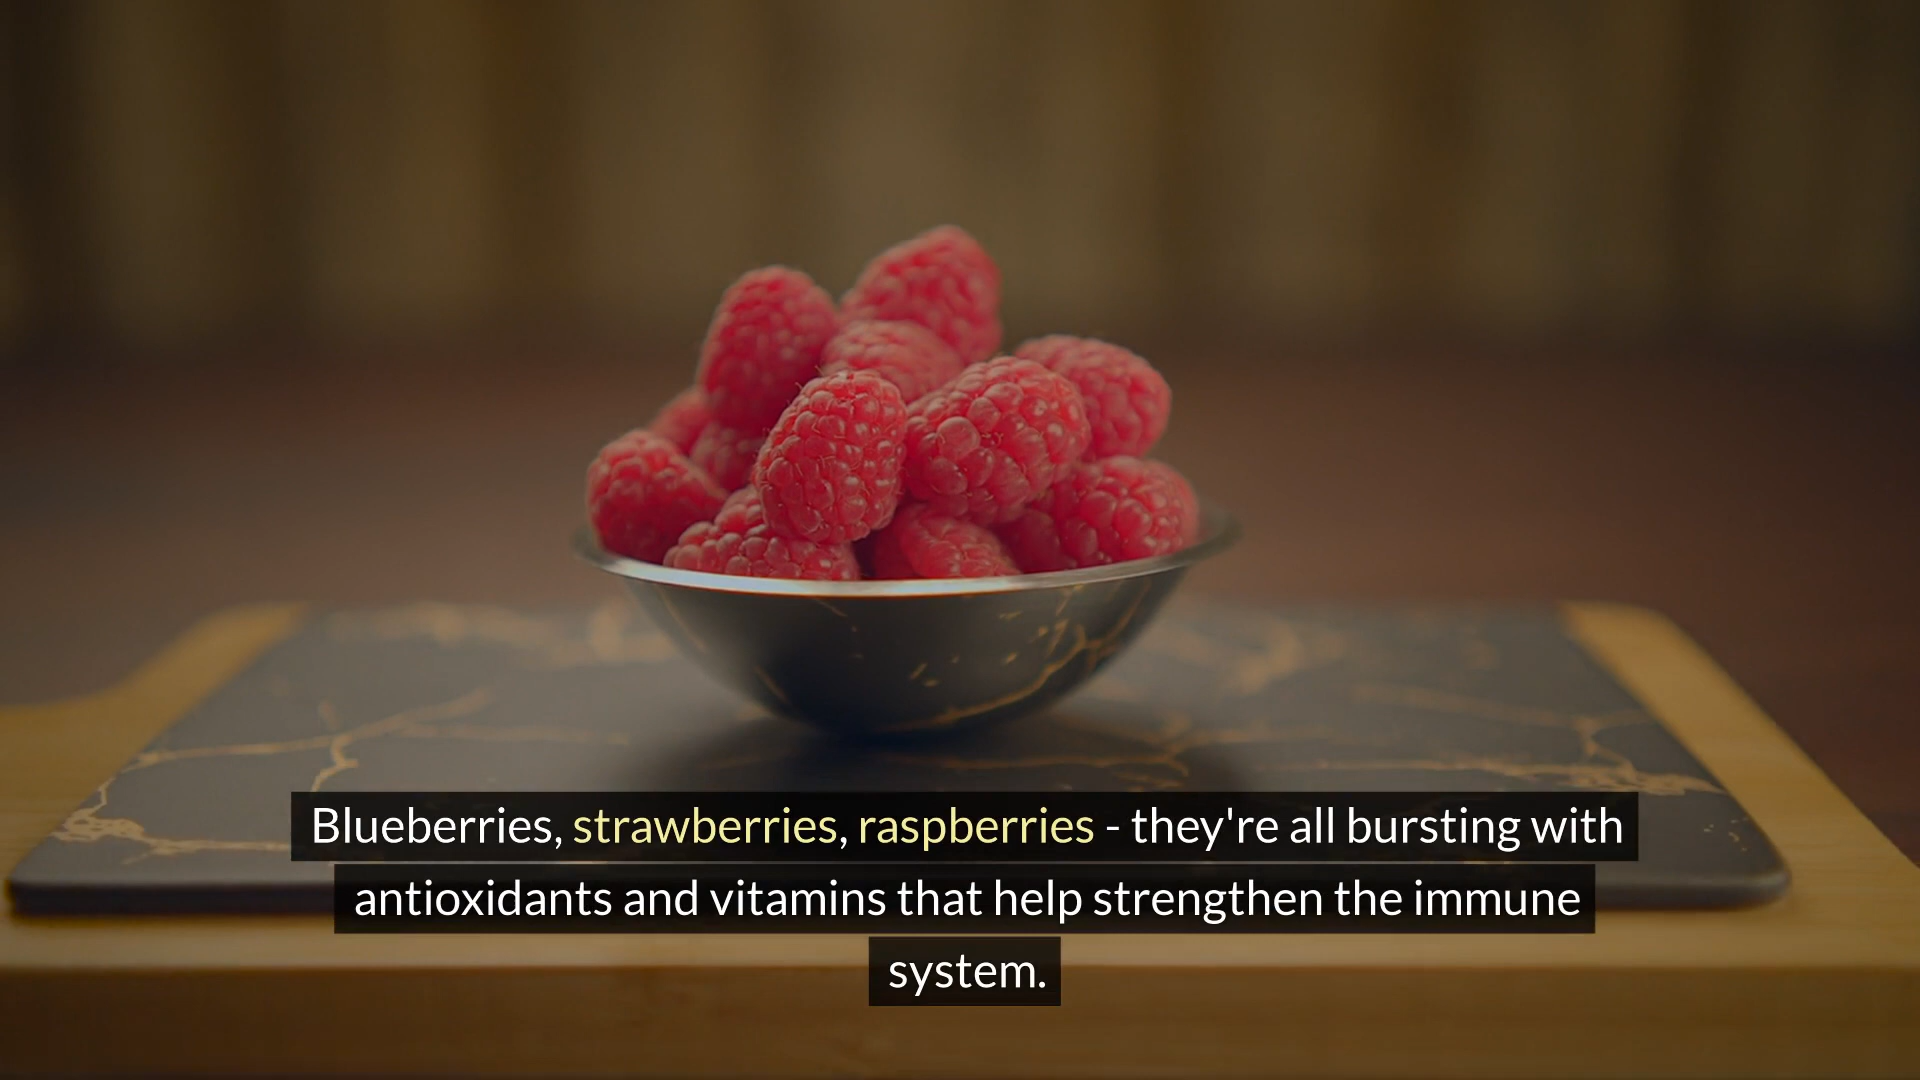 Blueberries, strawberries, raspberries - they're all bursting with
antioxidants and vitamins that help strengthen the immune
system.